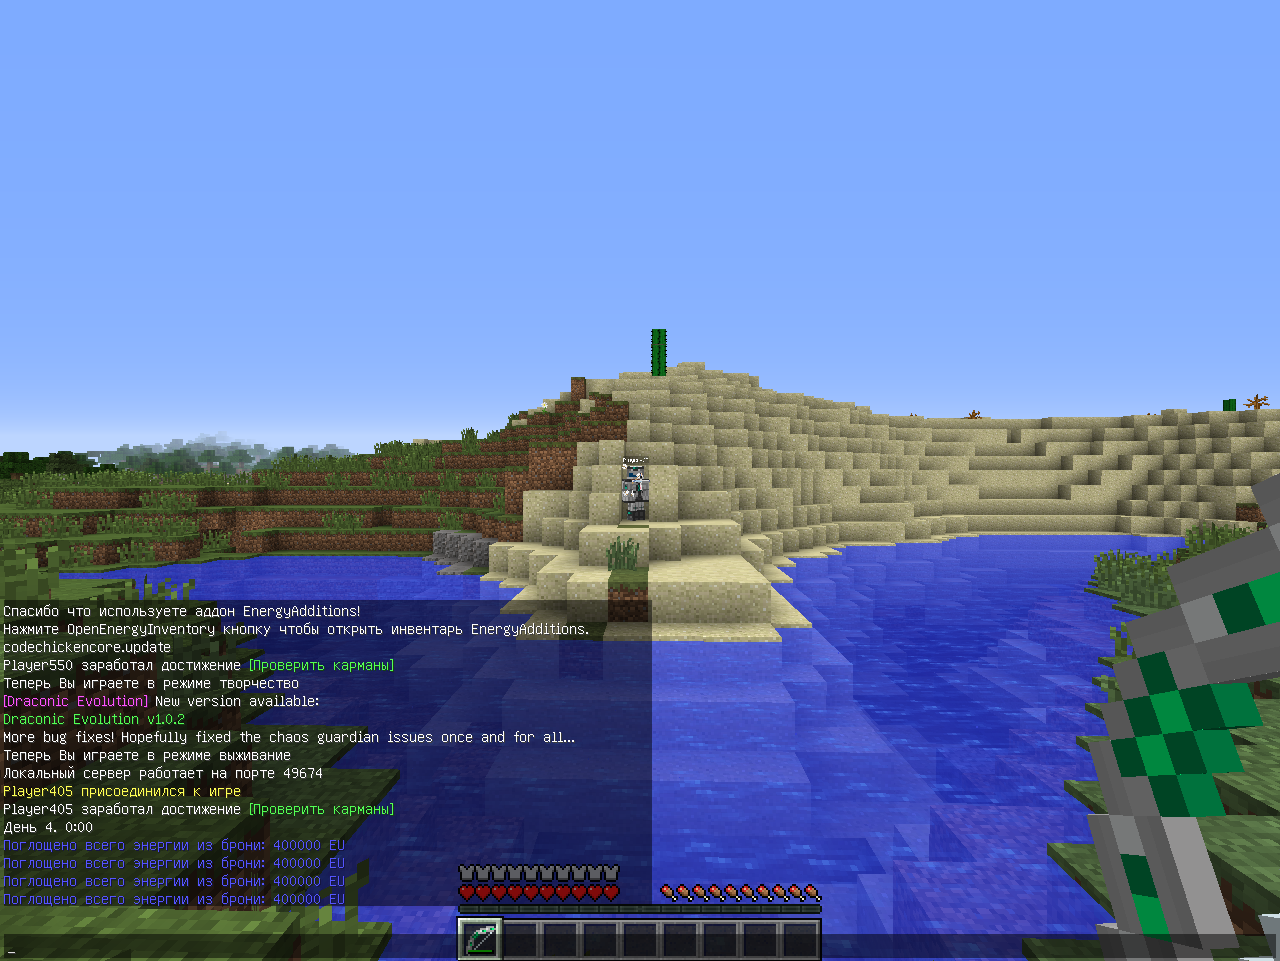 Спасибо что используете аддон EnergyAdditions!
Нажмите OpenEnergyInventory кнопку чтобы открыть инвентарь EnergyAdditions.
codechickencore.update
Player550 заработал достижение [Проверить карманы]
Теперь Вы играете в режиме творчество
[Draconic Evolution] New version available:
Draconic Evolution v1.0.2
More bug fixes! Hopefully fixed the chaos guardian issues once and for all...
Теперь Вы играете в режиме выживание
Локальный сервер работает на порте 49674
Player405 присоединился к игре
Player405 заработал достижение [Проверить карманы]
День 4. 0:00
Поглощено всего энергии из брони: 400000 EU
Поглощено всего энергии из брони: 400000 EU
Поглощено всего энергии из брони: 400000 EU
Поглощено всего энергии из брони: 400000 EU